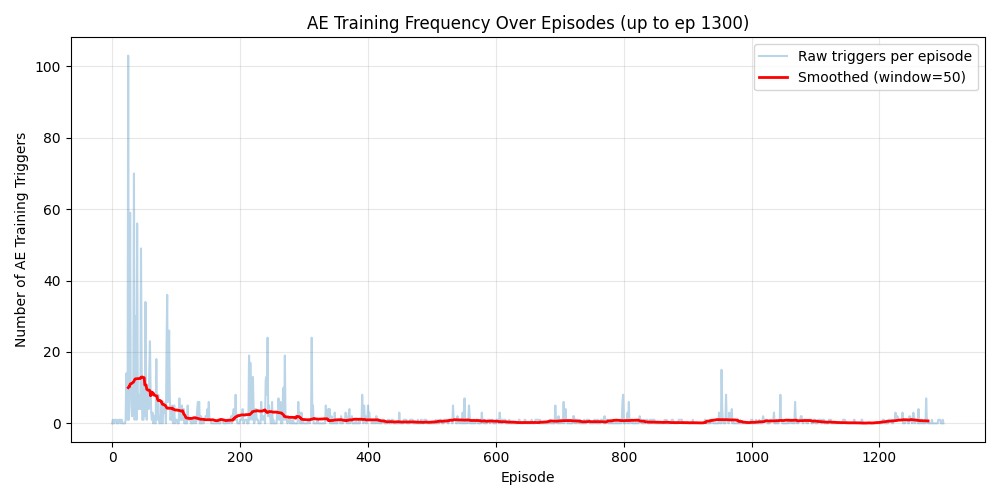 AE Training Frequency Over Episodes (up to ep 1300)
Raw triggers per episode
Smoothed (window=50)
Number of AE Training Triggers
100
80
60
40
20
0
0 200 400 600 800 1000 1200
Episode